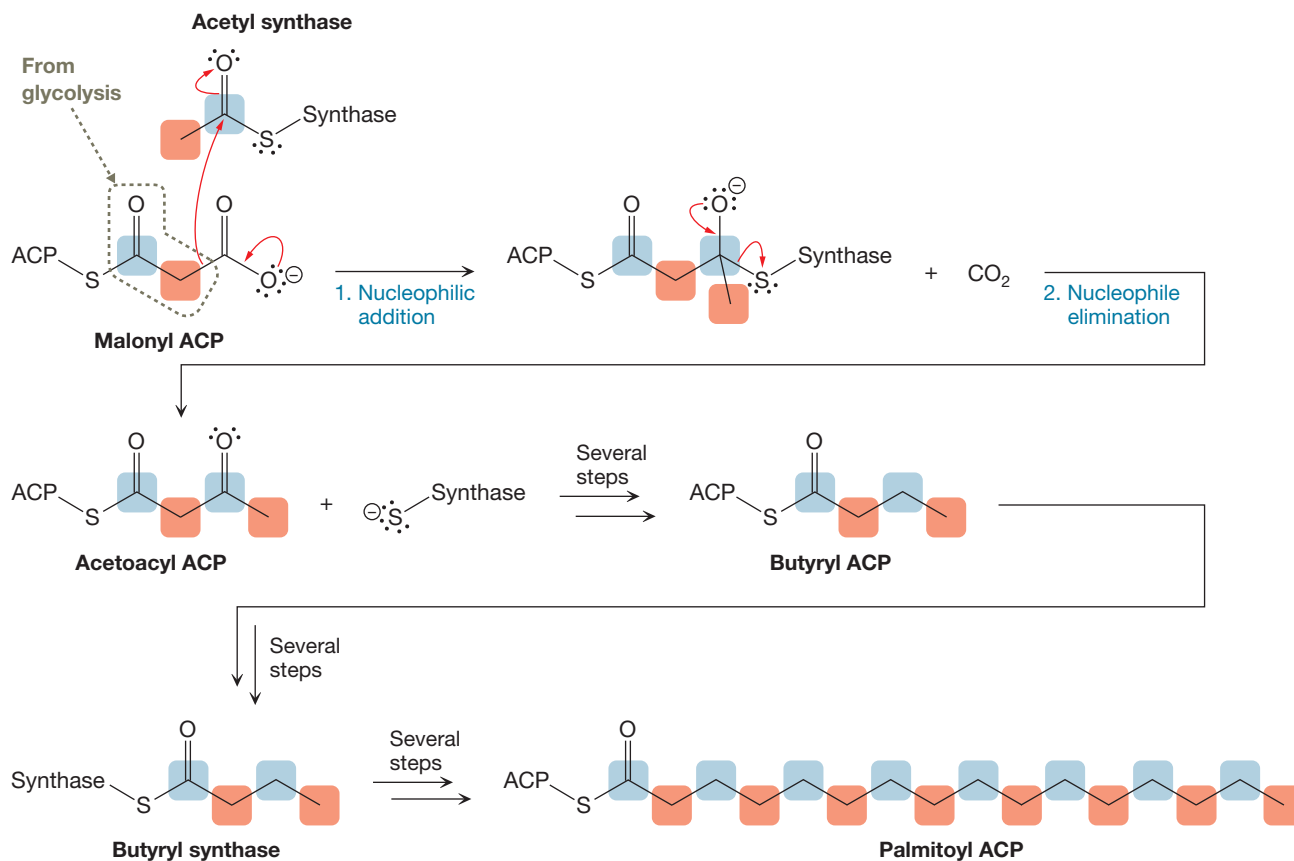 Acetyl synthase
From
glycolysis
O
Synthase
S
O
O
ACP
S
O
Malonyl ACP
1. Nucleophilic
addition
O
O
ACP
S
S
Synthase
+
CO2
2. Nucleophile
elimination
O
O
ACP
S
Acetoacyl ACP
+
S
Synthase
Several
steps
O
ACP
S
Butyryl ACP
Several
steps
O
Synthase
S
Butyryl synthase
Several
steps
O
ACP
S
Palmitoyl ACP